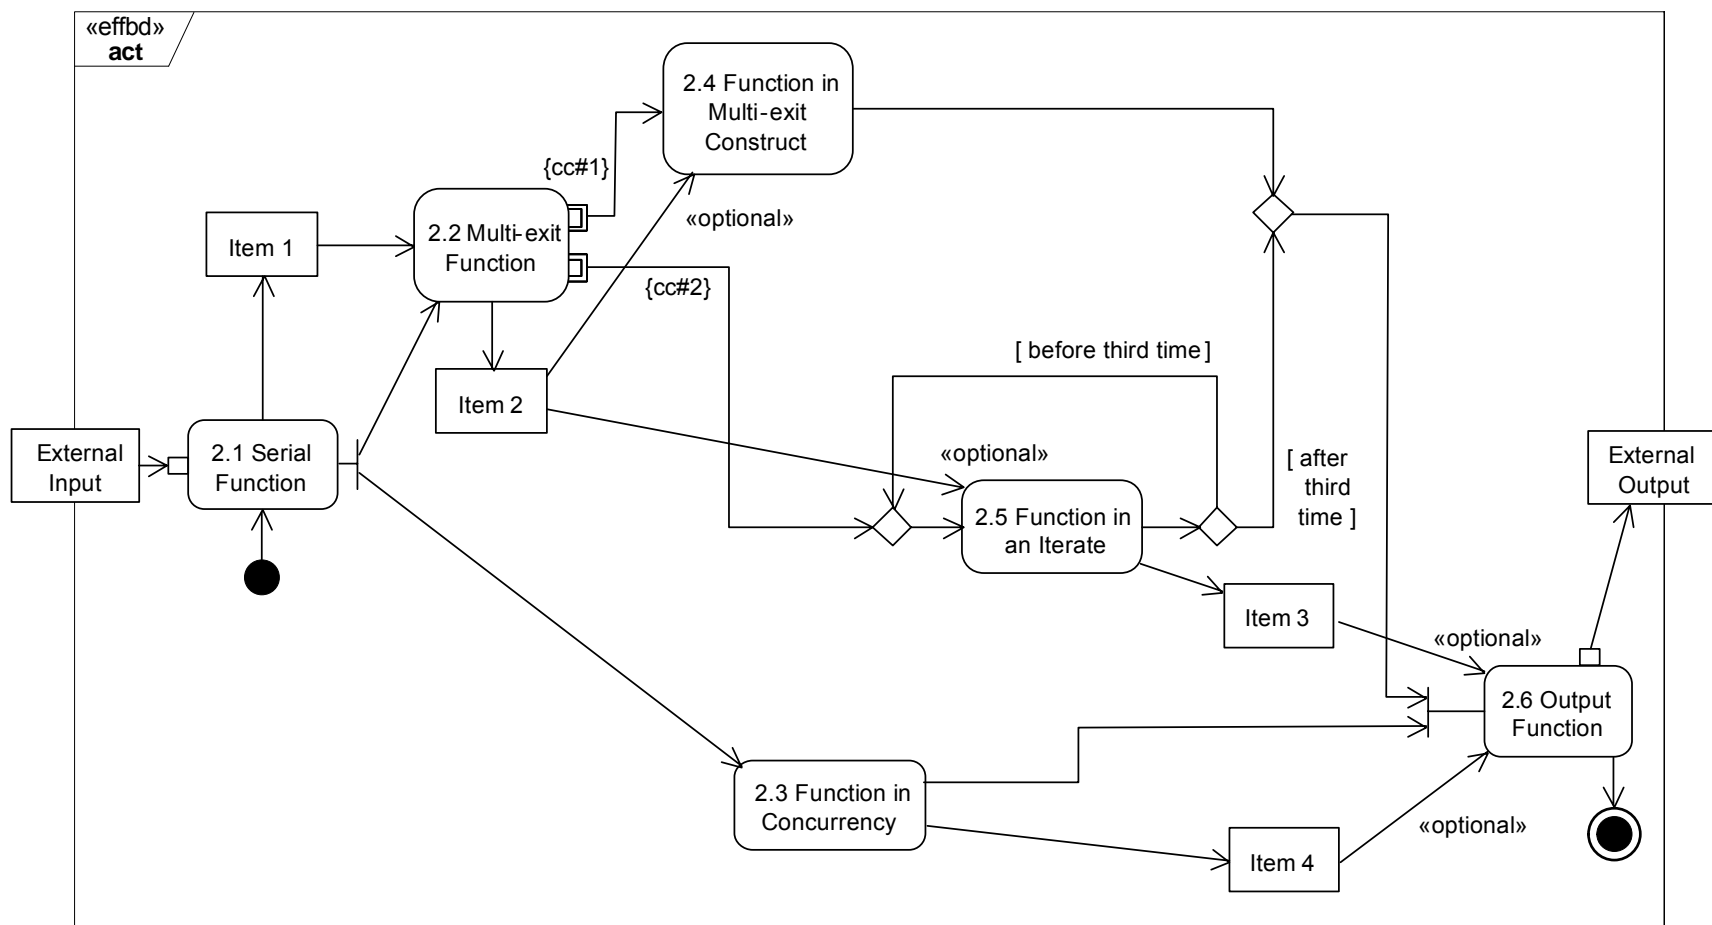 «effbd»
act
2.4 Function in
Multi-exit
Construct
{cc#1}
«optional»
2.2 Multi-exit
Function
Item 1
{cc#2}
[ before third time]
Item 2
«optional»
[ after
third
time ]
External
Input
2.1 Serial
Function
External
Output
2.5 Function in
an Iterate
Item 3
«optional»
2.6 Output
Function
2.3 Function in
Concurrency
«optional»
Item 4